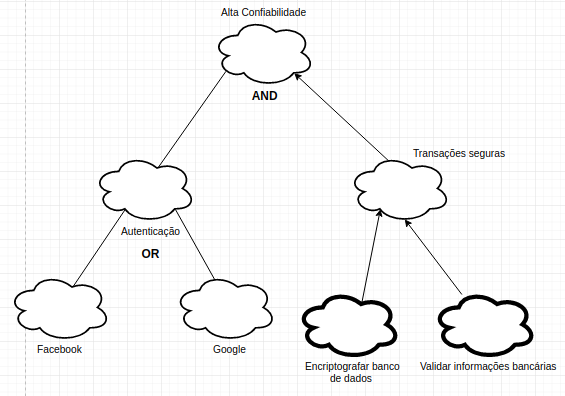 Alta Confiabilidade
AND
Transações seguras
Autenticação
OR
Facebook
Google
Encriptografar banco
de dados
Validar informações bancárias